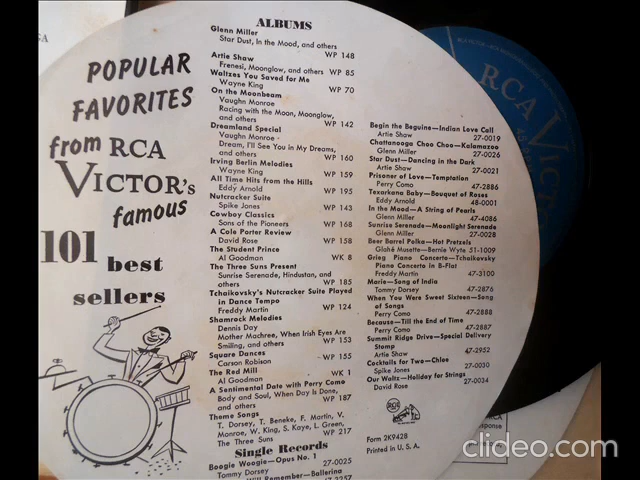 POPULAR
FAVORITES
from RCA
VICTOR's
famous
101 best
sellers
ALBUMS
Glenn Miller
Star Dust, In the Mood, and others
WP 148
Artie Shaw
Frenesi, Moonglow, and others
WP 85
Waltzes You Saved for Me
Wayne King WP 70
On the Moonbeam
Vaughn Monroe
Racing with the Moon, Moonglow,
and others WP 142
Dreamland Special
Vaughn Monroe
Dream, I'll See You in My Dreams,
and others WP 160
Irving Berlin Melodies
Wayne King WP 159
All Time Hits from the Hills
Eddy Arnold WP 195
Nutcracker Suite
Spike Jones WP 143
Cowboy Classics
Sons of the Pioneers WP 168
A Cole Porter Review
David Rose WP 158
The Student Prince
Al Goodman WK 8
The Three Suns Present
Sunrise Serenade, Hindustan, and
others WP 185
Tchaikovsky's Nutcracker Suite Played
in Dance Tempo
Freddy Martin WP 124
Shamrock Melodies
Dennis Day
Mother Machree, When Irish Eyes Are
Smiling, and others WP 153
Square Dances
Carson Robison WP 155
The Red Mill
Al Goodman WK 1
A Sentimental Date with Perry Como
Body and Soul, When Day is Done,
and others WP 187
Theme Songs
T. Dorsey, T. Beneke, F. Martin, V.
Monroe, W. King, S. Kaye, L. Green,
The Three Suns WP 217
Single Records
Boogie Woogie—Opus No. 1
Tommy Dorsey 27-0025
Will Remember—Ballerina
47-3257
Begin the Beguine—Indian Love Call
Artie Shaw 27-0019
Chattanooga Choo Choo—Kalamazoo
Glenn Miller 27-0026
Star Dust—Dancing in the Dark
Artie Shaw 27-0021
Prisoner of Love—Temptation
Perry Como 47-2886
Texarkana Baby—Bouquet of Roses
Eddy Arnold 48-0001
In the Mood—A String of Pearls
Glenn Miller 47-4086
Sunrise Serenade—Moonlight Serenade
Glenn Miller 27-0028
Beer Barrel Polka—Hot Pretzels
Glahé Musette—Bernie Wyte 51-1009
Grieg Piano Concerto—Tchaikovsky
Piano Concerto in B-Flat
Freddy Martin 47-3100
Marie—Song of India
Tommy Dorsey 47-2876
When You Were Sweet Sixteen—Song
of Songs
Perry Como 47-2888
Because—Till the End of Time
Perry Como 47-2887
Summit Ridge Drive—Special Delivery
Stomp
Artie Shaw 47-2952
Cocktails for Two—Chloe
Spike Jones 27-0030
Our Waltz—Holiday for Strings
David Rose 27-0034
RCA
Form 2K9428
Printed in U. S. A.
RCA VICTOR
clideo.com